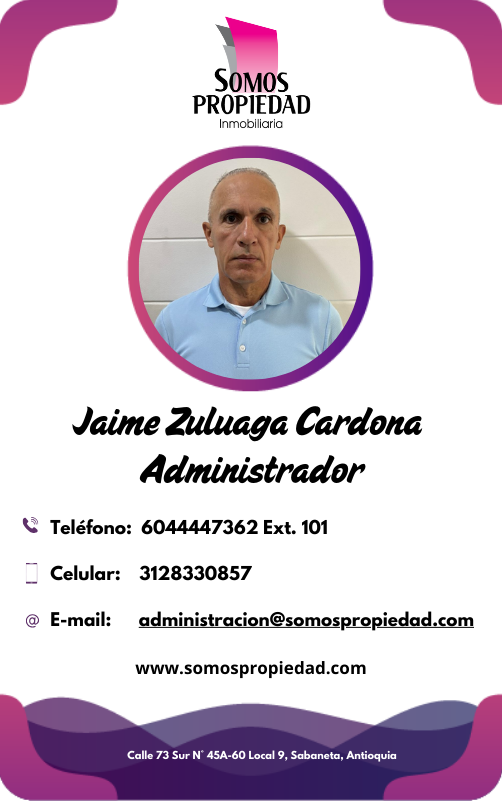 SOMOS
PROPIEDAD
Inmobiliaria
Jaime Zuluaga Cardona
Administrador
Teléfono: 6044447362 Ext. 101
Celular: 3128330857
@ E-mail: administracion@somospropiedad.com
www.somospropiedad.com
Calle 73 Sur N° 45A-60 Local 9, Sabaneta, Antioquia